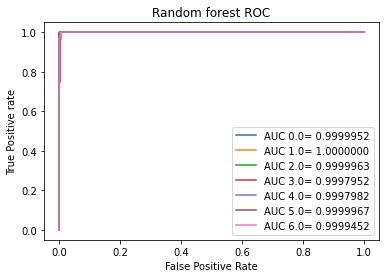 Random forest ROC
True Positive rate
1.0
0.8
0.6
0.4
0.2
0.0
AUC 0.0= 0.9999952
AUC 1.0= 1.0000000
AUC 2.0= 0.9999963
AUC 3.0= 0.9997952
AUC 4.0= 0.9997982
AUC 5.0= 0.9999967
AUC 6.0= 0.9999452
0.0 0.2 0.4 0.6 0.8 1.0
False Positive Rate